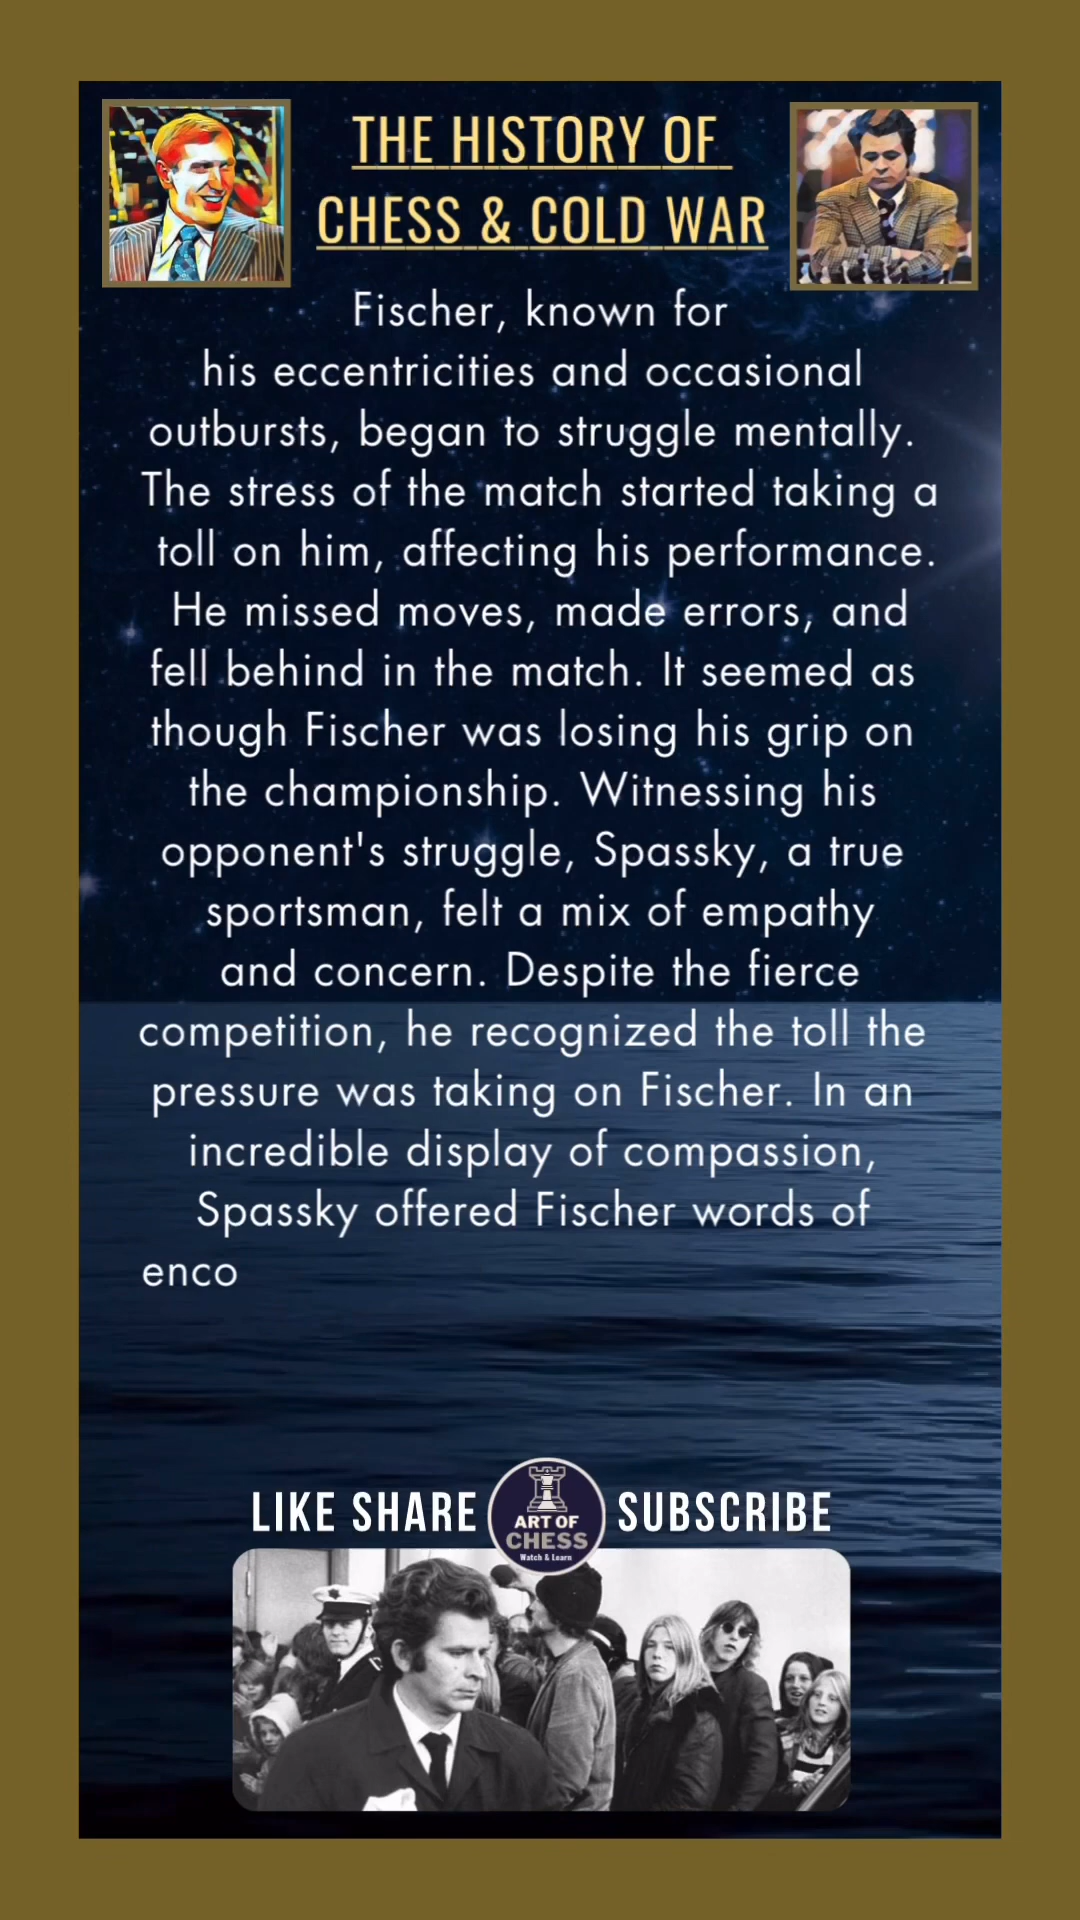 THE HISTORY OF
CHESS & COLD WAR
Fischer, known for
his eccentricities and occasional
outbursts, began to struggle mentally.
The stress of the match started taking a
toll on him, affecting his performance.
He missed moves, made errors, and
fell behind in the match. It seemed as
though Fischer was losing his grip on
the championship. Witnessing his
opponent's struggle, Spassky, a true
sportsman, felt a mix of empathy
and concern. Despite the fierce
competition, he recognized the toll the
pressure was taking on Fischer. In an
incredible display of compassion,
Spassky offered Fischer words of
enco
LIKE SHARE
ART OF
CHESS
Watch & Learn
SUBSCRIBE